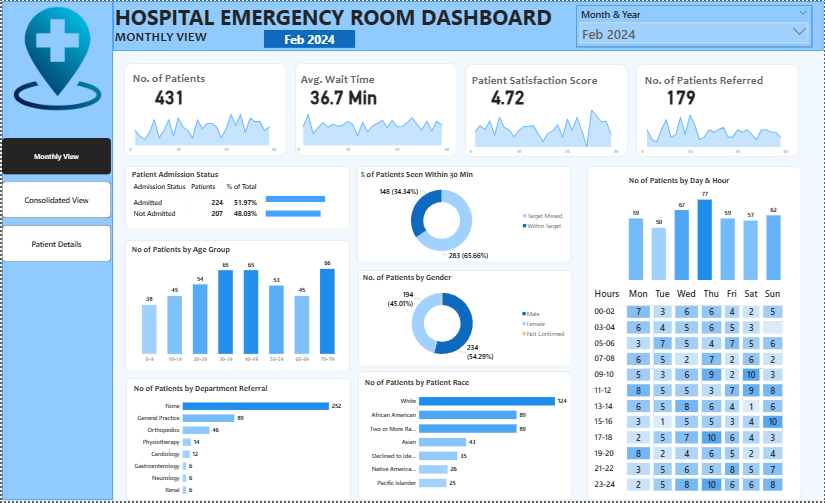 HOSPITAL EMERGENCY ROOM DASHBOARD
MONTHLY VIEW
Feb 2024
Month & Year
Feb 2024
Monthly View
Consolidated View
Patient Details
No. of Patients
431
Avg. Wait Time
36.7 Min
Patient Satisfaction Score
4.72
No. of Patients Referred
179
Patient Admission Status
Admission Status Patients % of Total
Admitted 224 51.97%
Not Admitted 207 48.03%
% of Patients Seen Within 30 Min
148 (34.34%)
283 (65.66%)
Target Missed
Within Target
No of Patients by Age Group
38 45 54 65 65 53 45 66
0-9 10-19 20-29 30-39 40-49 50-59 60-69 70-79
No. of Patients by Gender
194
(45.01%)
234
(54.29%)
Male
Female
Not Confirmed
No of Patients by Department Referral
None 252
General Practice 89
Orthopedics 46
Physiotherapy 14
Cardiology 12
Gastroenterology 6
Neurology 6
Renal 6
No of Patients by Patient Race
White 124
African American 89
Two or More Ra... 89
Asian 43
Declined to Ide... 35
Native America... 26
Pacific Islander 25
No of Patients by Day & Hour
59 50 67 77 59 57 62
Hours Mon Tue Wed Thu Fri Sat Sun
00-02 7 3 6 6 4 2 5
03-04 6 4 5 6 5 3
05-06 3 7 5 4 7 5 6
07-08 6 5 2 7 2 6 2
09-10 5 3 6 9 2 10 3
11-12 8 5 5 3 7 9 8
13-14 6 5 8 6 4 1 6
15-16 3 1 5 5 3 4 10
17-18 2 5 7 10 6 4 3
19-20 8 2 4 6 5 2 4
21-22 3 5 6 5 8 5 7
23-24 2 5 8 10 6 6 8